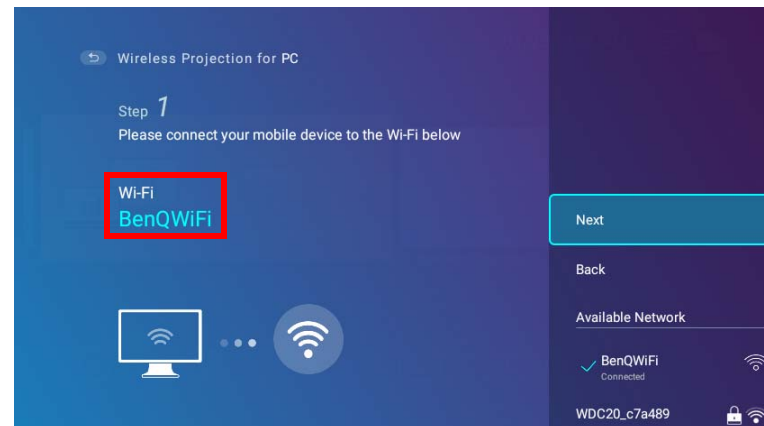 Wireless Projection for PC
Step 1
Please connect your mobile device to the Wi-Fi below
Wi-Fi
BenQWiFi
Next
Back
Available Network
BenQWiFi
Connected
WDC20_c7a489